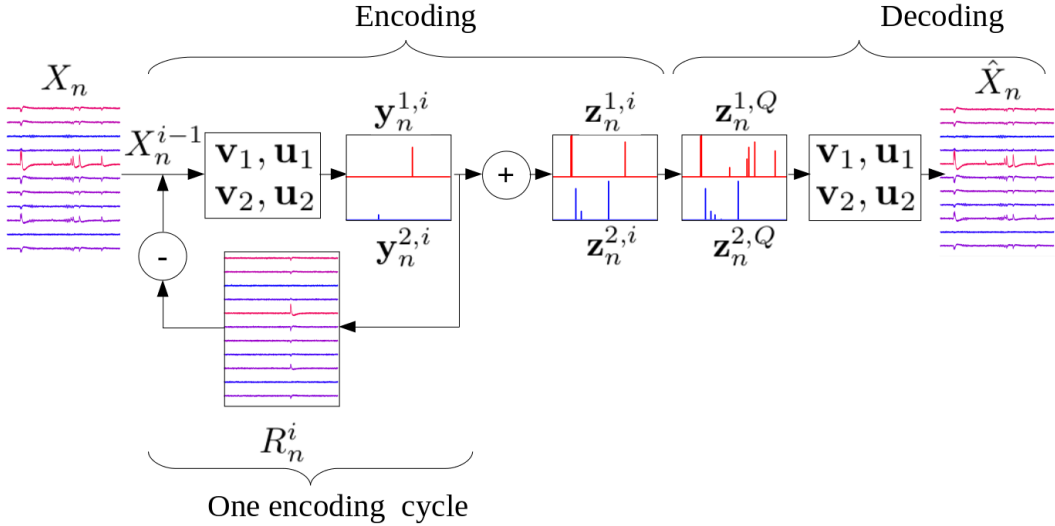 Encoding
Decoding
X_n
X_n^{i-1}
v_1, u_1
v_2, u_2
y_n^{1,i}
y_n^{2,i}
+
z_n^{1,i}
z_n^{2,i}
z_n^{1,Q}
z_n^{2,Q}
v_1, u_1
v_2, u_2
\hat{X}_n
-
R_n^i
One encoding cycle